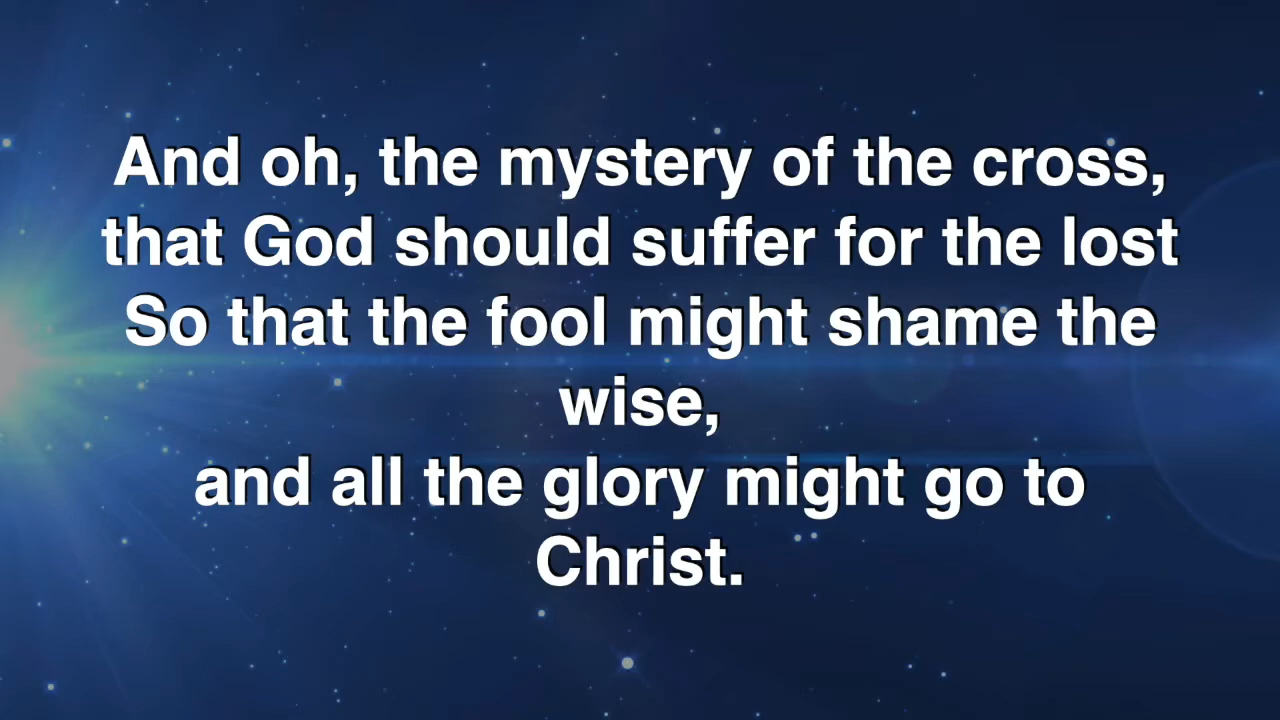 And oh, the mystery of the cross,
that God should suffer for the lost
So that the fool might shame the
wise,
and all the glory might go to
Christ.